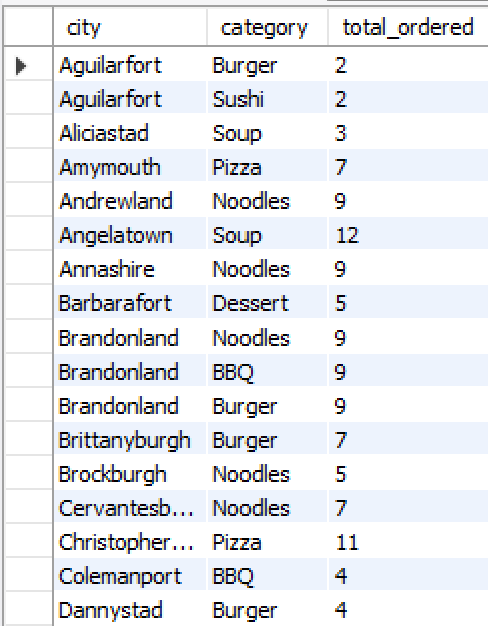 city category total_ordered
Aguilarfort Burger 2
Aguilarfort Sushi 2
Aliciastad Soup 3
Amymouth Pizza 7
Andrewland Noodles 9
Angelatown Soup 12
Annashire Noodles 9
Barbarafort Dessert 5
Brandonland Noodles 9
Brandonland BBQ 9
Brandonland Burger 9
Brittanyburgh Burger 7
Brockburgh Noodles 5
Cervantesb... Noodles 7
Christopher... Pizza 11
Colemanport BBQ 4
Dannystad Burger 4